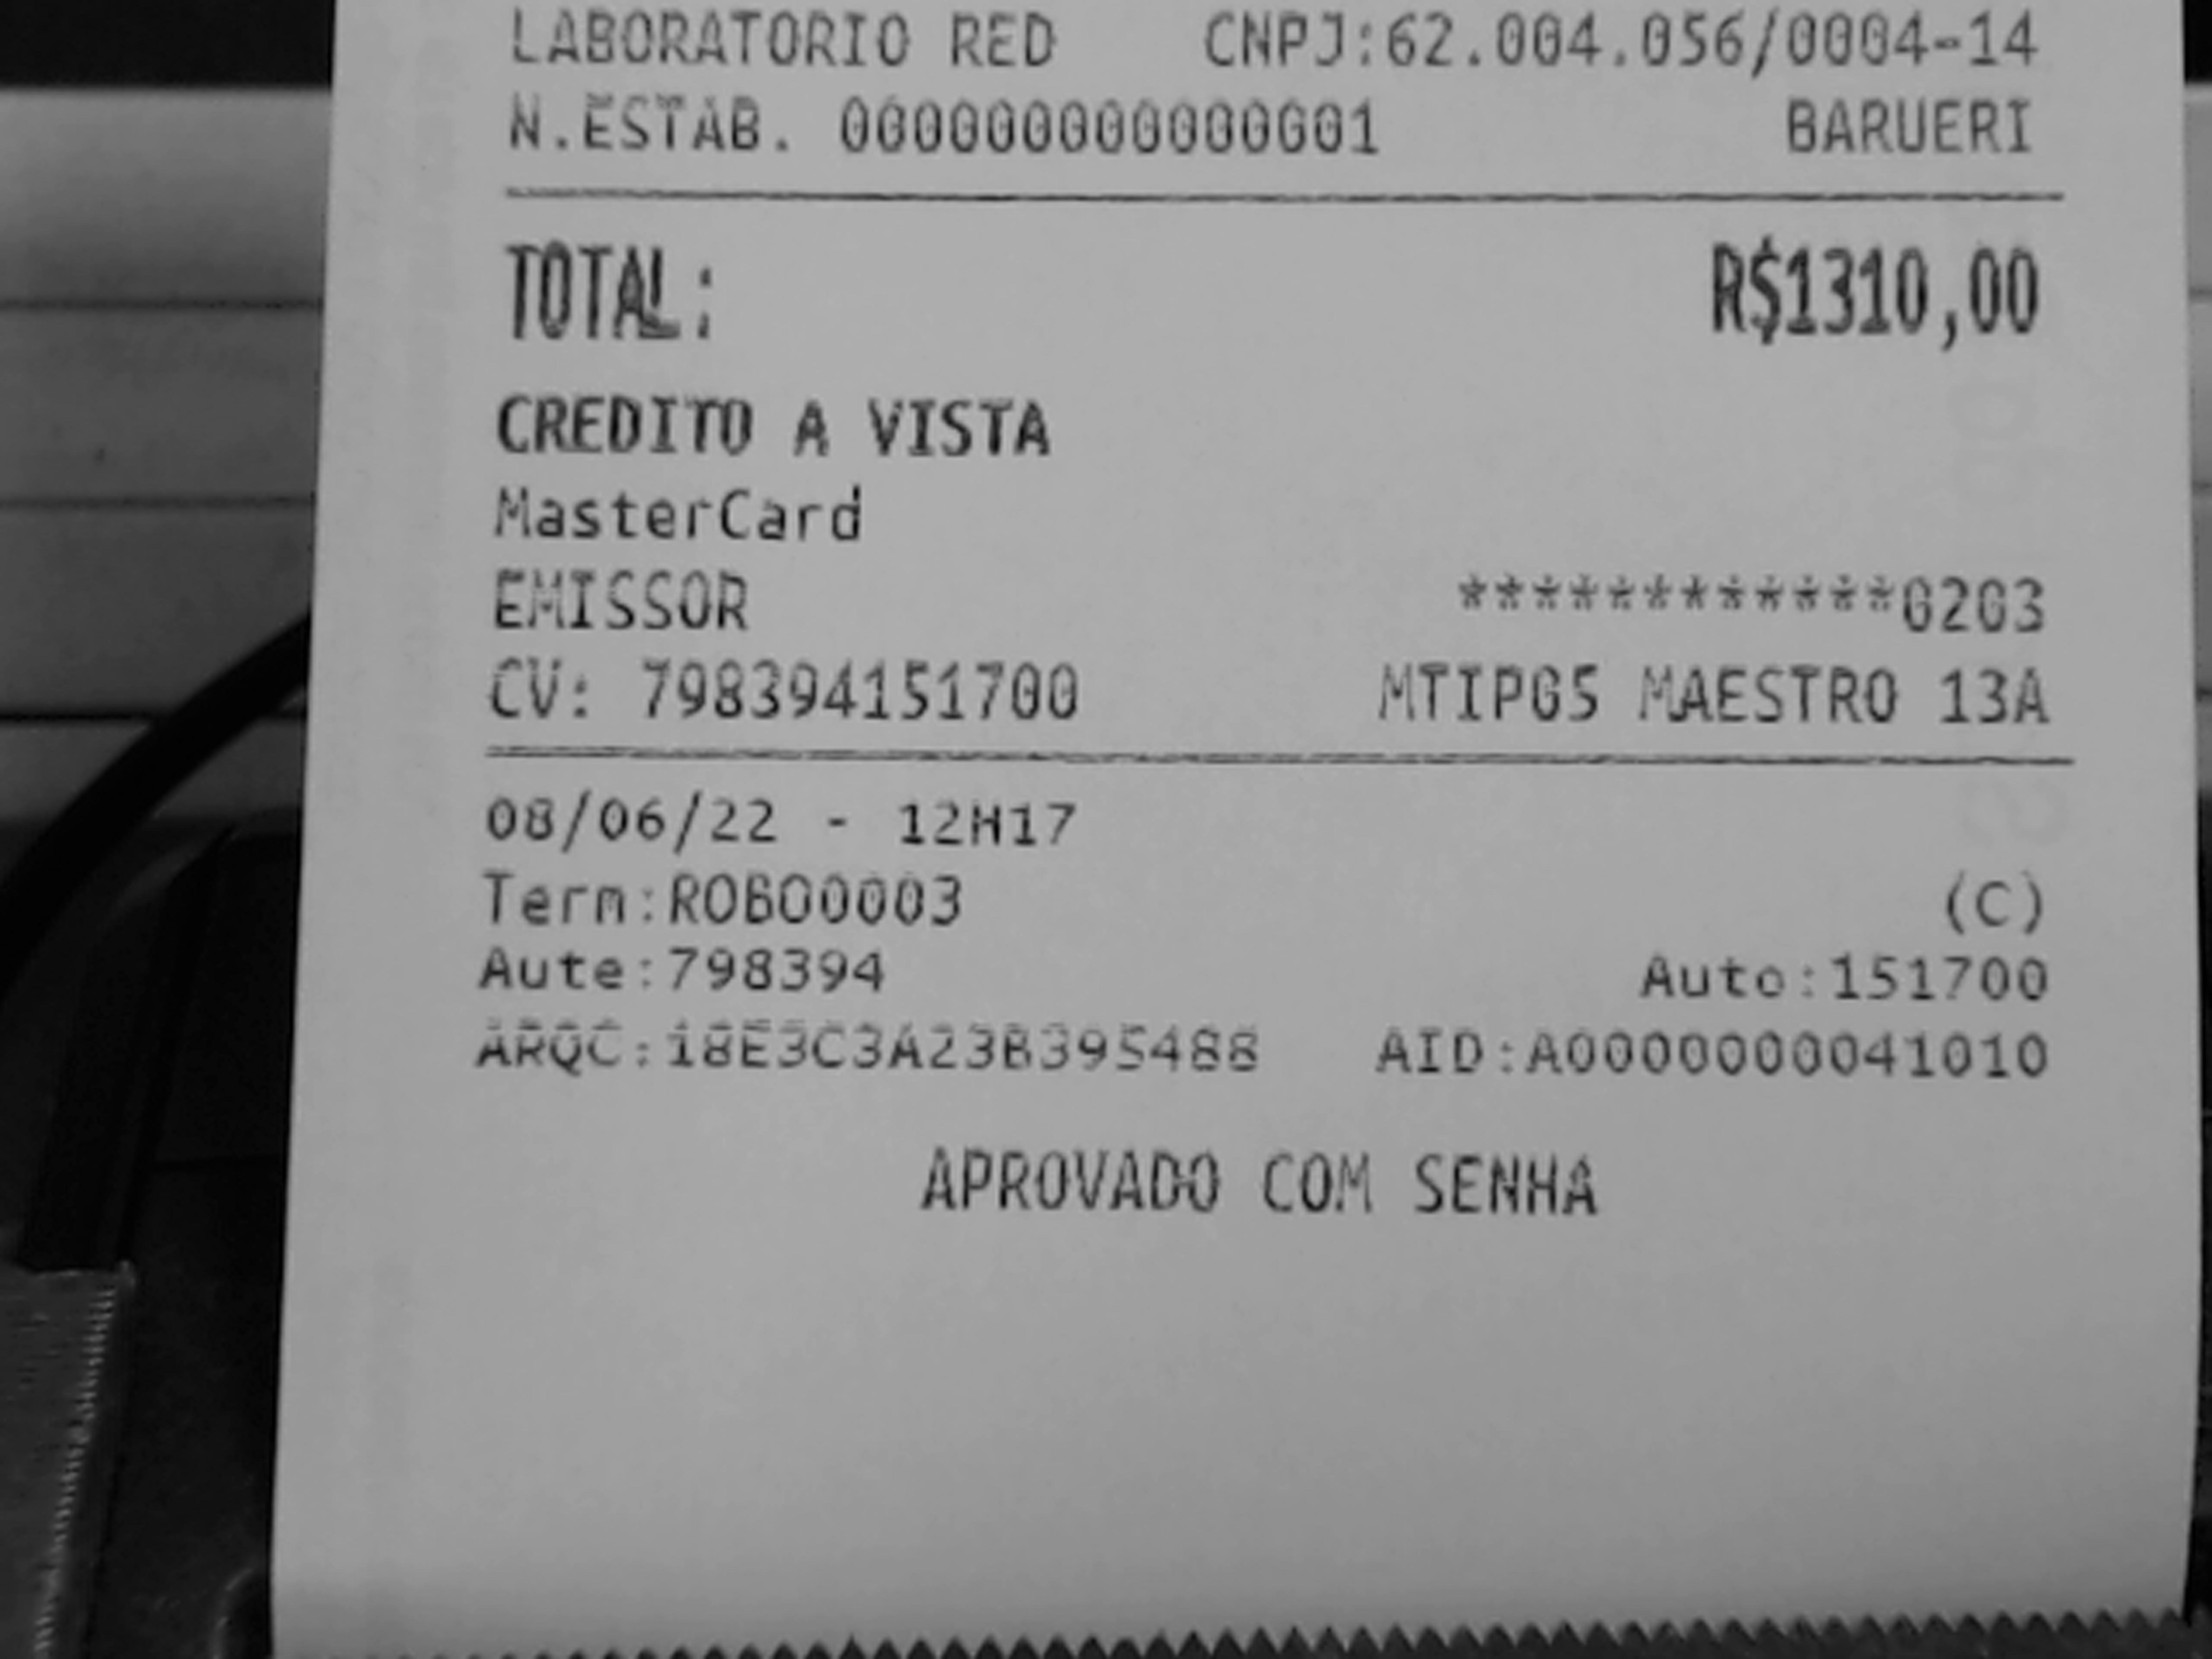 LABORATORIO RED CNPJ:62.004.056/0004-14
N.ESTAB. 000000000000001 BARUERI
TOTAL: R$1310,00
CREDITO A VISTA
MasterCard
EMISSOR ************0203
CV: 798394151700 MTIP05 MAESTRO 13A
08/06/22 - 12H17
Term:ROBO0003 (C)
Aute:798394 Auto:151700
ARQC:18E3C3A23B395488 AID:A0000000041010
APROVADO COM SENHA